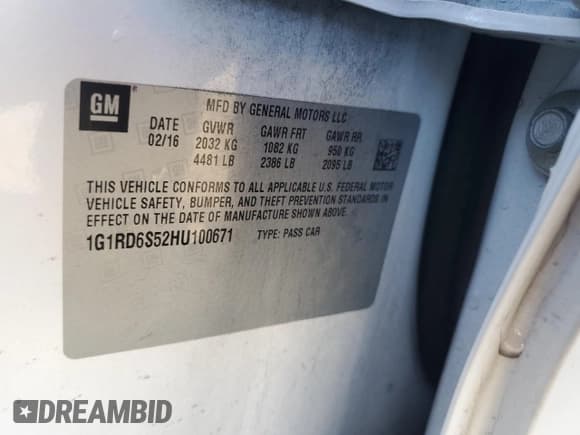 GM
MFD BY GENERAL MOTORS LLC
DATE GVWR GAWR FRT GAWR RR
02/16 2032 KG 1082 KG 950 KG
4481 LB 2386 LB 2095 LB
THIS VEHICLE CONFORMS TO ALL APPLICABLE U.S. FEDERAL MOTOR
VEHICLE SAFETY, BUMPER, AND THEFT PREVENTION STANDARDS
IN EFFECT ON THE DATE OF MANUFACTURE SHOWN ABOVE.
1G1RD6S52HU100671 TYPE: PASS CAR
DREAMBID